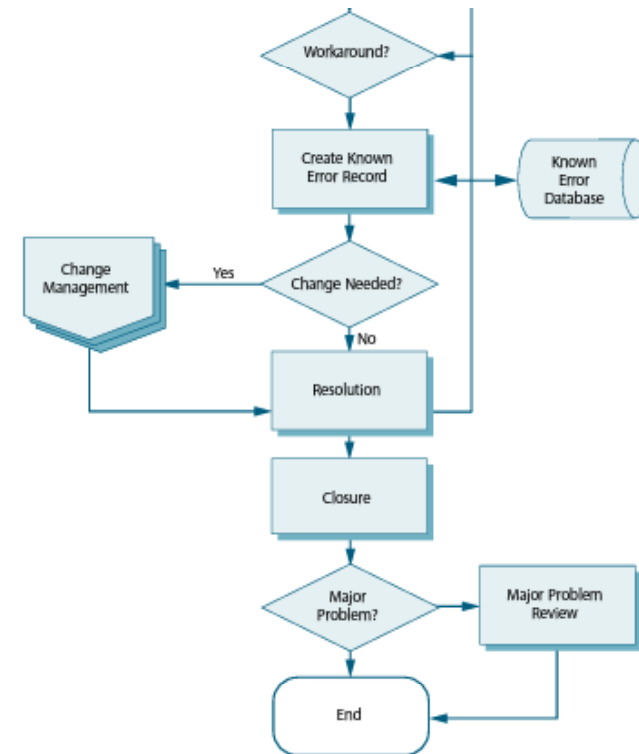 Workaround?
Create Known
Error Record
Known
Error
Database
Change
Management
Yes
Change Needed?
No
Resolution
Closure
Major
Problem?
Major Problem
Review
End